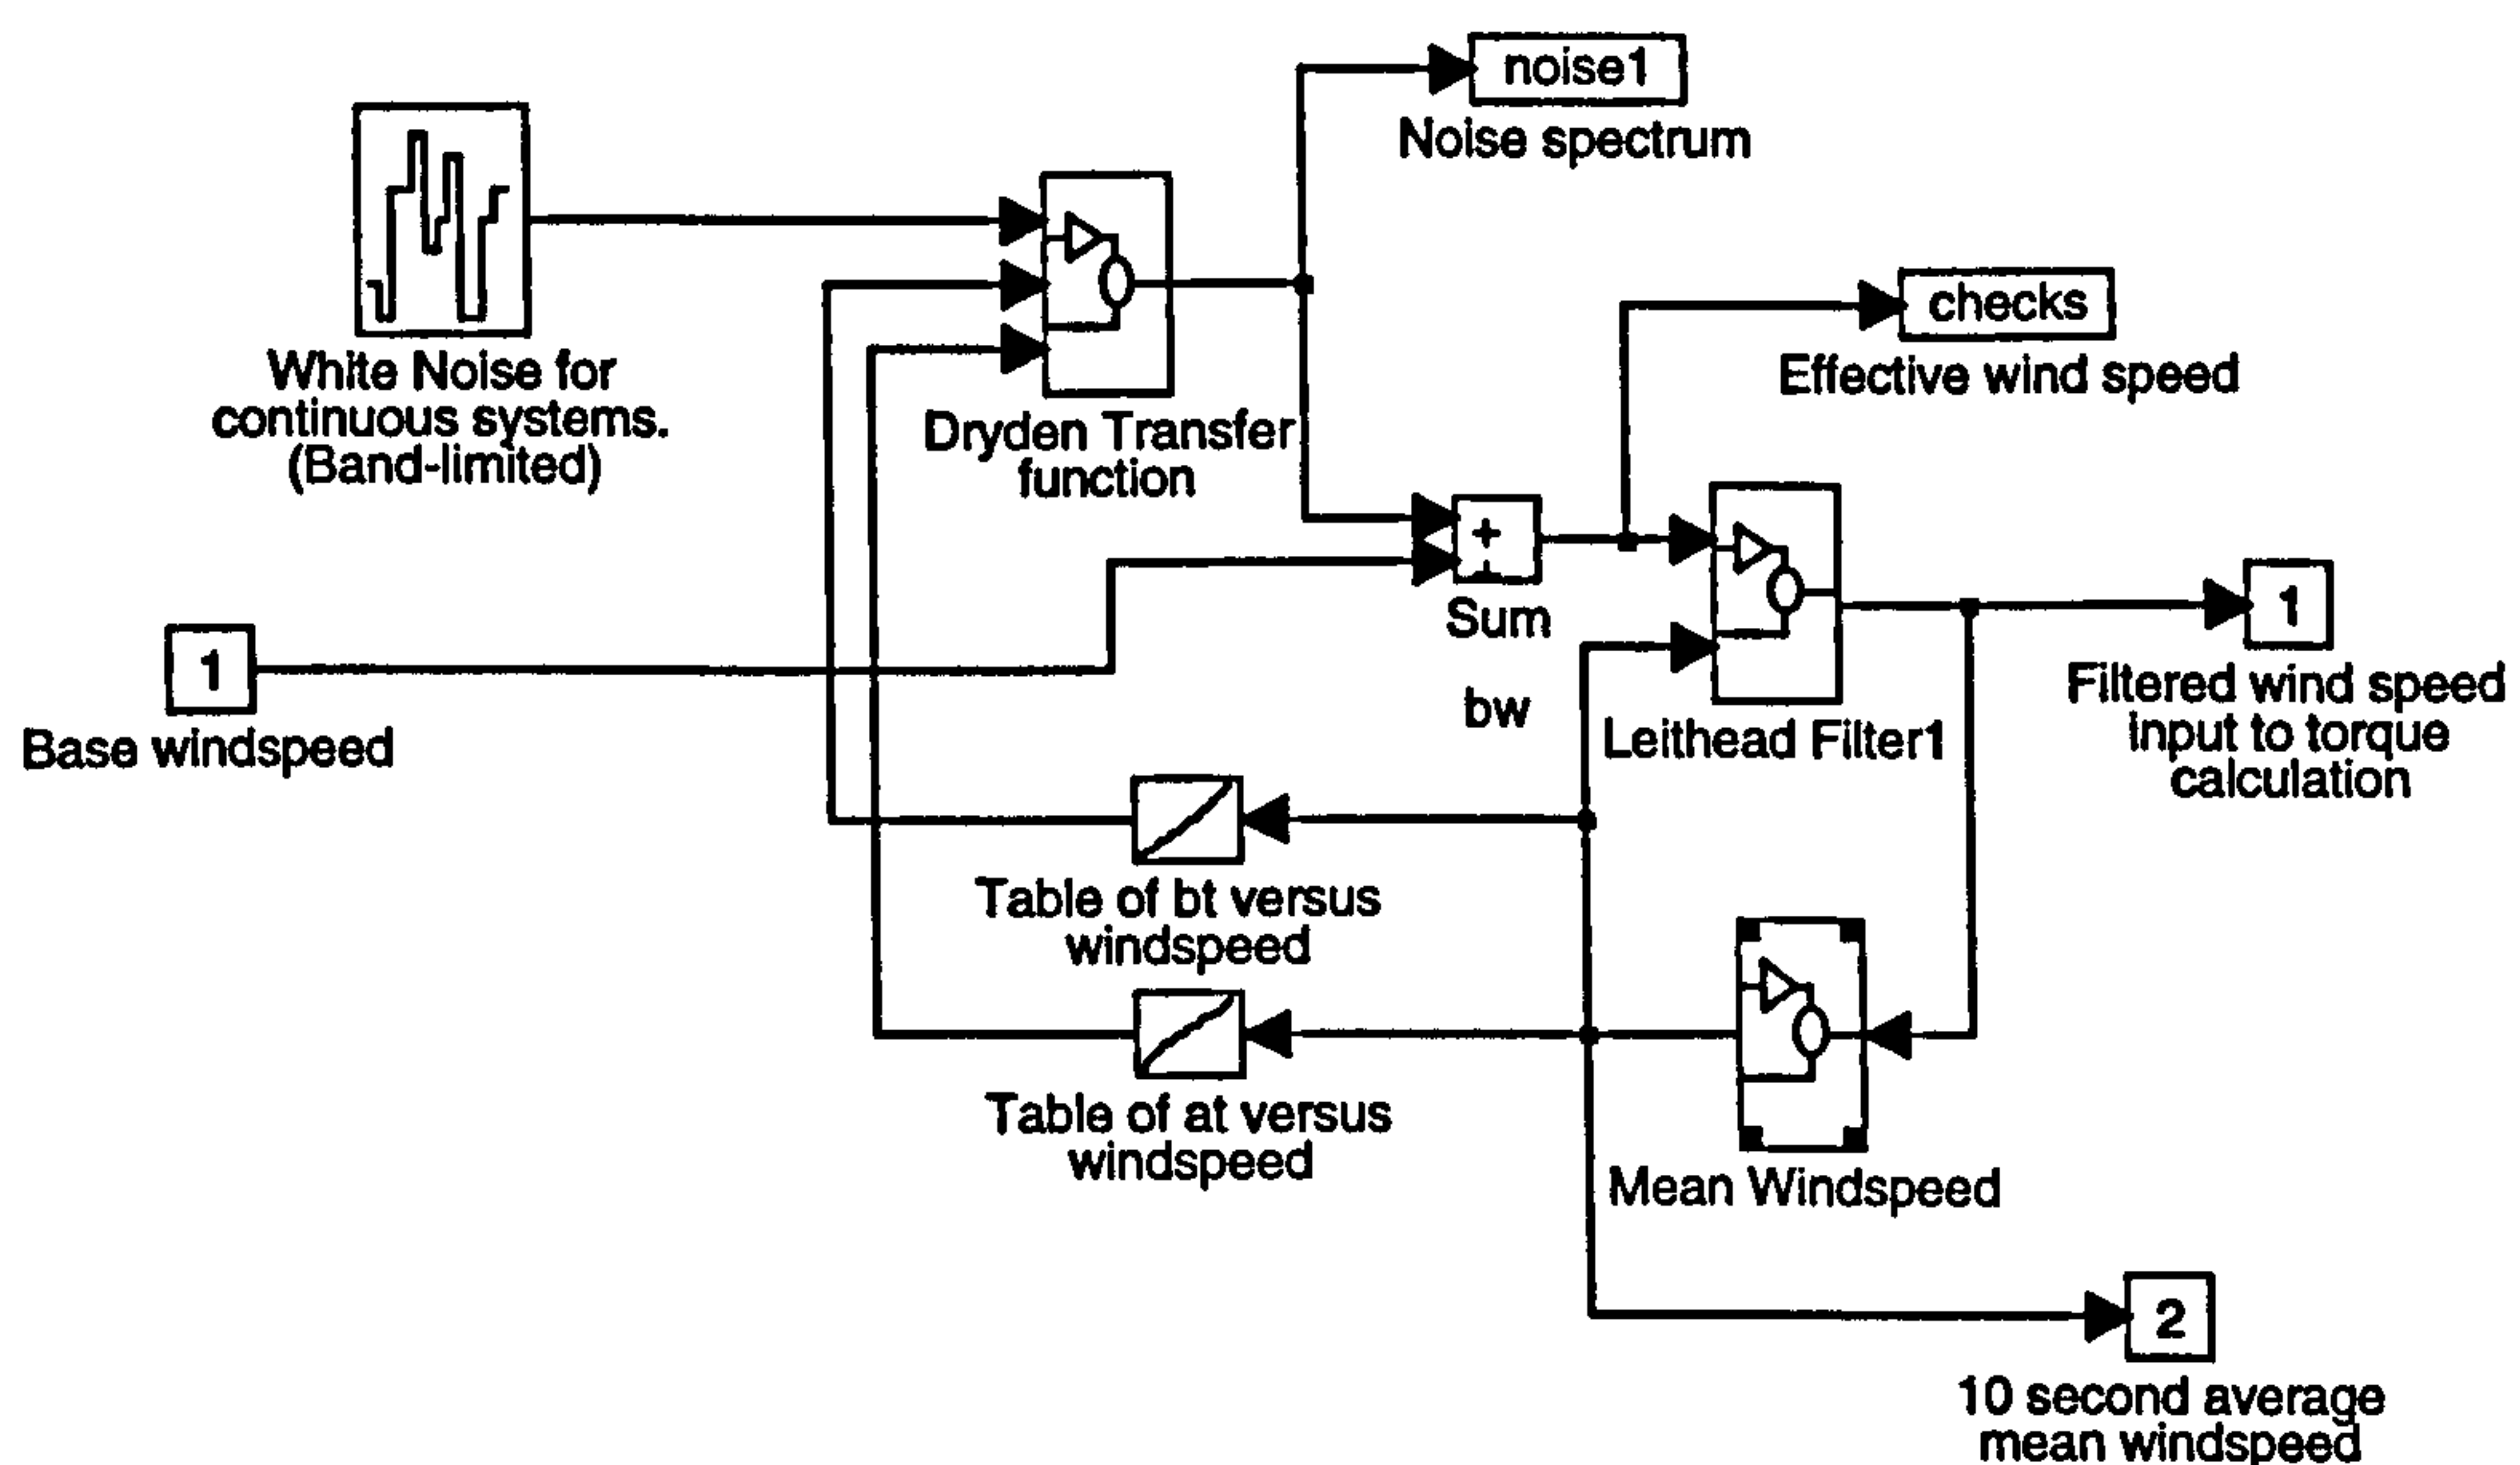 noise1
Noise spectrum
White Noise for
continuous systems.
(Band-limited)
Dryden Transfer
function
checks
Effective wind speed
+
+
Sum
1
Base windspeed
bw
Leithead Filter1
1
Filtered wind speed
input to torque
calculation
Table of bt versus
windspeed
Table of at versus
windspeed
Mean Windspeed
2
10 second average
mean windspeed